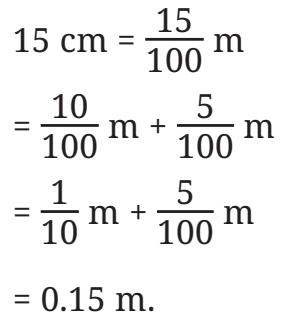 15 cm = 15/100 m
= 10/100 m + 5/100 m
= 1/10 m + 5/100 m
= 0.15 m.